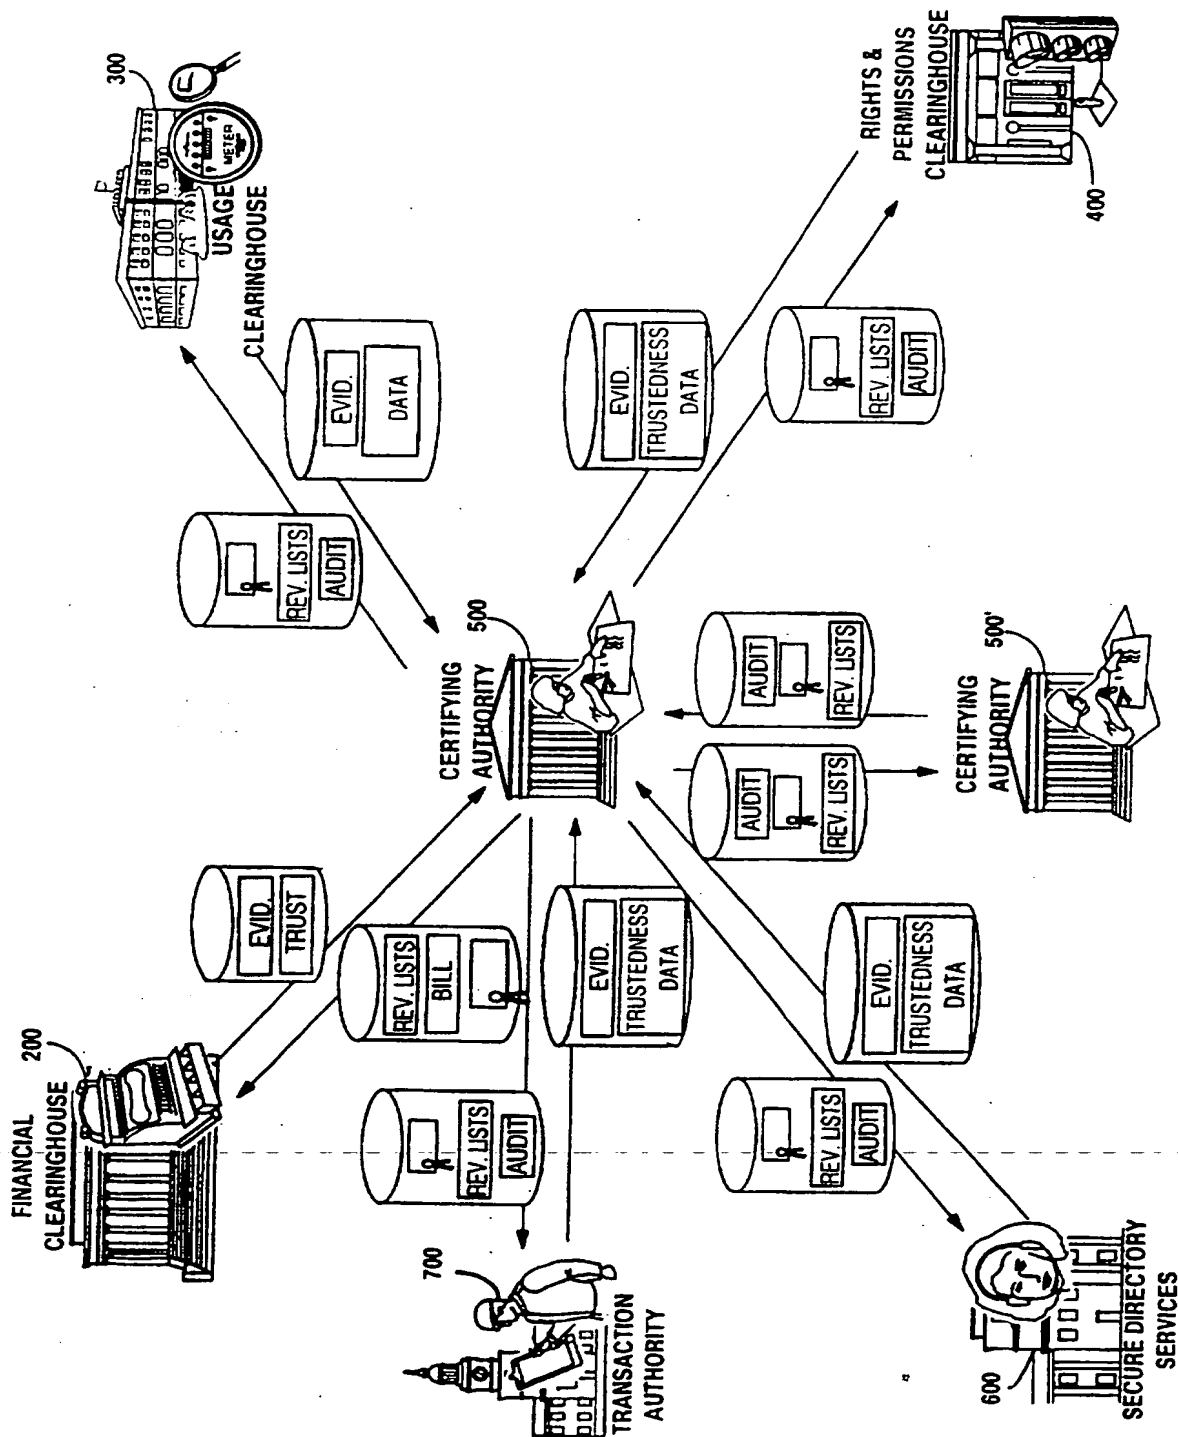 FINANCIAL
CLEARINGHOUSE
200
300
METER
USAGE
CLEARINGHOUSE
EVID.
TRUST
REV. LISTS
AUDIT
EVID.
DATA
REV. LISTS
BILL
700
TRANSACTION
AUTHORITY
REV. LISTS
AUDIT
EVID.
TRUSTEDNESS
DATA
CERTIFYING
AUTHORITY
500
EVID.
TRUSTEDNESS
DATA
RIGHTS &
PERMISSIONS
CLEARINGHOUSE
400
REV. LISTS
AUDIT
AUDIT
REV. LISTS
AUDIT
REV. LISTS
REV. LISTS
AUDIT
EVID.
TRUSTEDNESS
DATA
600
SECURE DIRECTORY
SERVICES
CERTIFYING
AUTHORITY
500'